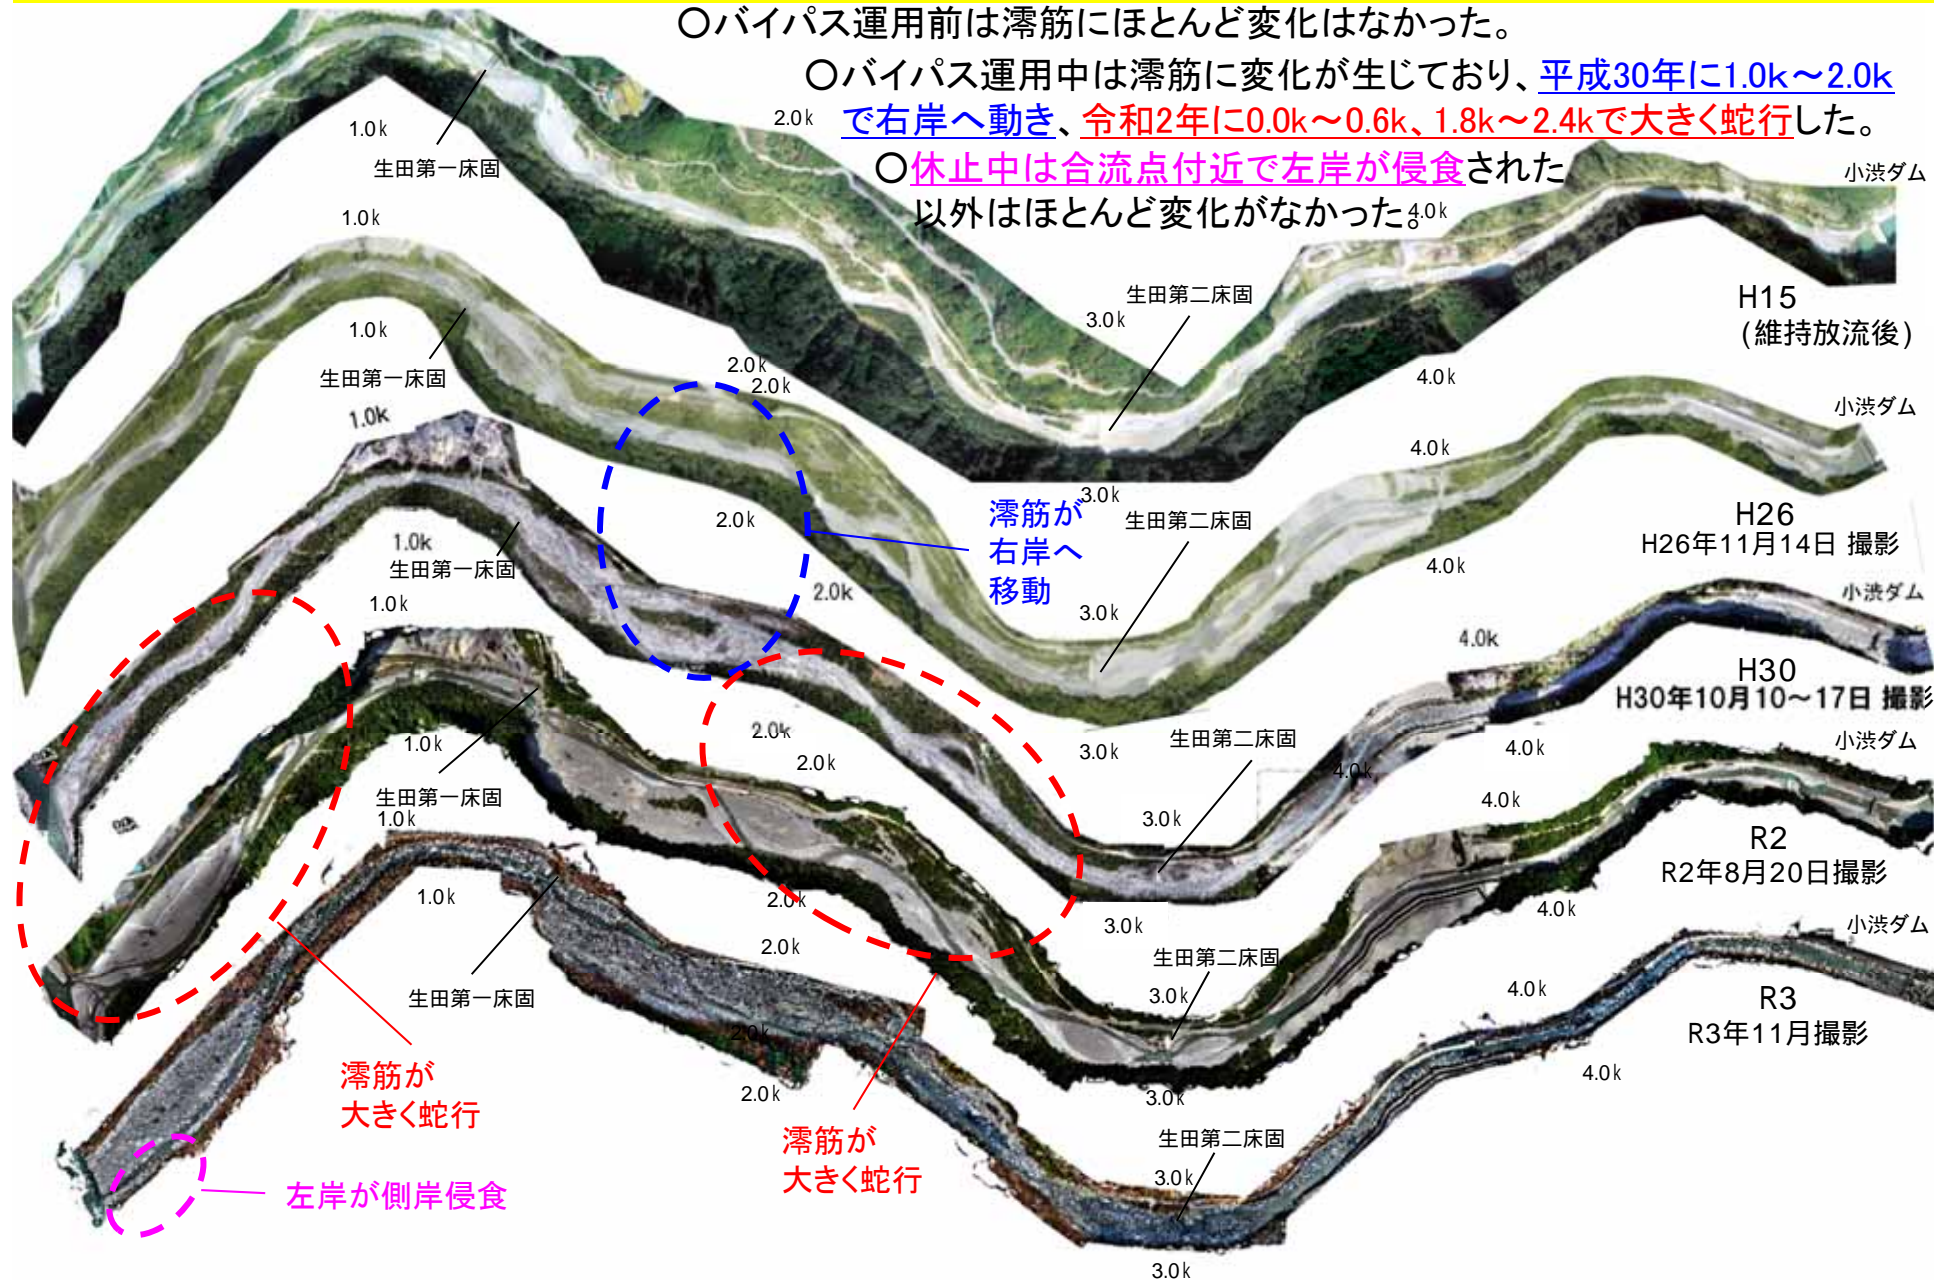 〇バイパス運用前は澪筋にほとんど変化はなかった。
〇バイパス運用中は澪筋に変化が生じており、平成30年に1.0k～2.0k
で右岸へ動き、令和2年に0.0k～0.6k、1.8k～2.4kで大きく蛇行した。
〇休止中は合流点付近で左岸が侵食された
以外はほとんど変化がなかった。
1.0k
生田第一床固
2.0k
3.0k
生田第二床固
4.0k
小渋ダム
H15
(維持放流後)
1.0k
1.0k
生田第一床固
2.0k
2.0k
2.0k
3.0k
生田第二床固
3.0k
4.0k
4.0k
4.0k
小渋ダム
H26
H26年11月14日 撮影
澪筋が
右岸へ
移動
1.0k
1.0k
生田第一床固
2.0k
2.0k
3.0k
生田第二床固
3.0k
4.0k
4.0k
4.0k
小渋ダム
H30
H30年10月10～17日 撮影
1.0k
1.0k
生田第一床固
2.0k
2.0k
3.0k
生田第二床固
3.0k
4.0k
4.0k
小渋ダム
R2
R2年8月20日撮影
澪筋が
大きく蛇行
澪筋が
大きく蛇行
1.0k
1.0k
生田第一床固
2.0k
2.0k
2.0k
3.0k
生田第二床固
3.0k
3.0k
4.0k
4.0k
小渋ダム
R3
R3年11月撮影
左岸が側岸侵食